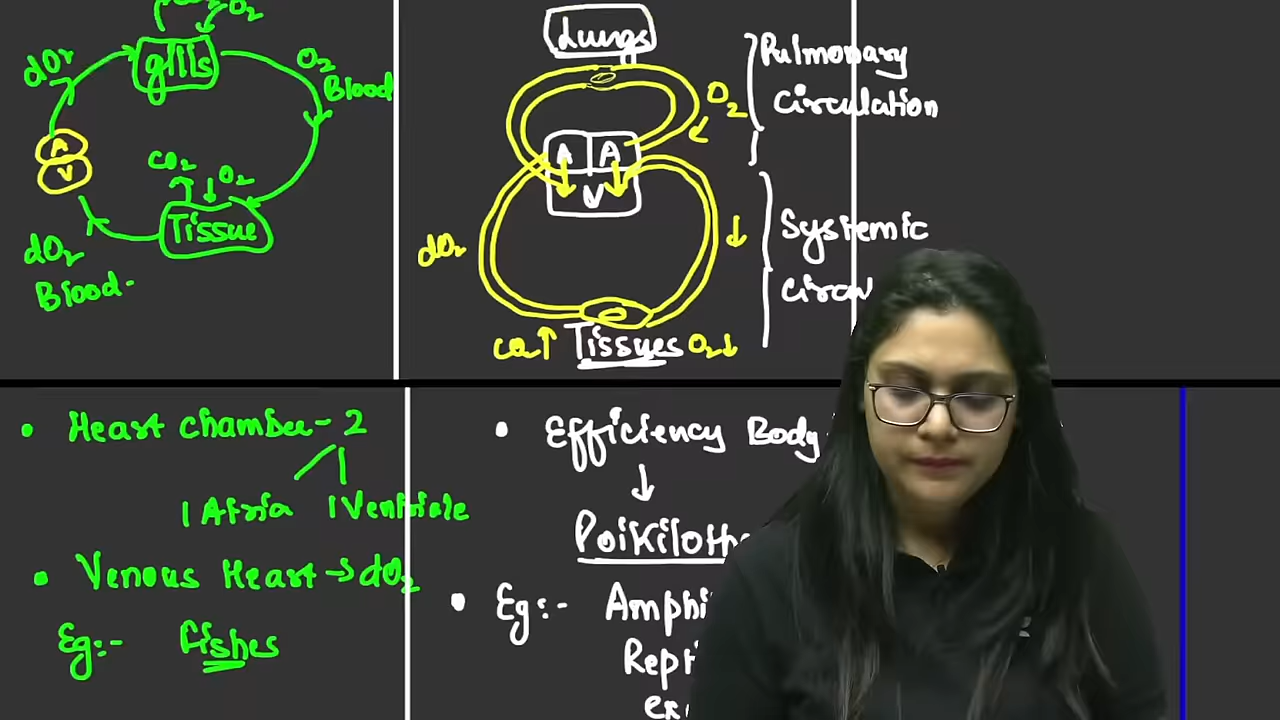 O2
dO2
gills
O2
Blood
A
V
CO2
O2
Tissue
dO2
Blood-
Lungs
Pulmonary
Circulation
O2
A A
V
dO2
Systemic
CO2↑ Tissues O2↓
• Heart chamber- 2
1 Atria 1 Ventricle
• Venous Heart → dO2
Eg:- fishes
• Efficiency Body
↓
• Eg:-